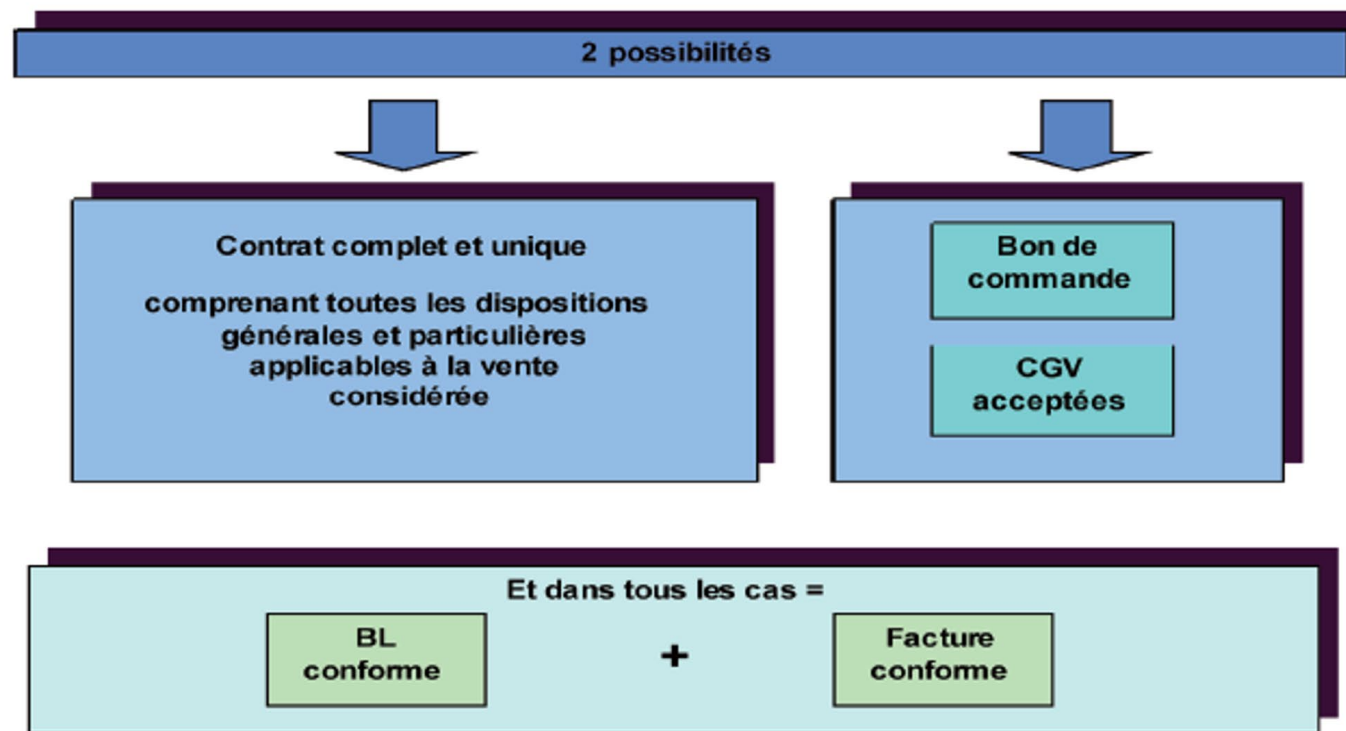 2 possibilités
Contrat complet et unique
comprenant toutes les dispositions
générales et particulières
applicables à la vente
considérée
Bon de
commande
CGV
acceptées
Et dans tous les cas =
BL
conforme
+
Facture
conforme